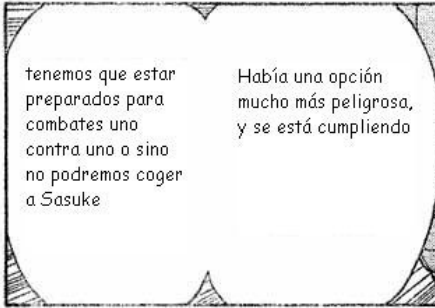 tenemos que estar
preparados para
combates uno
contra uno o sino
no podremos coger
a Sasuke
Había una opción
mucho más peligrosa,
y se está cumpliendo